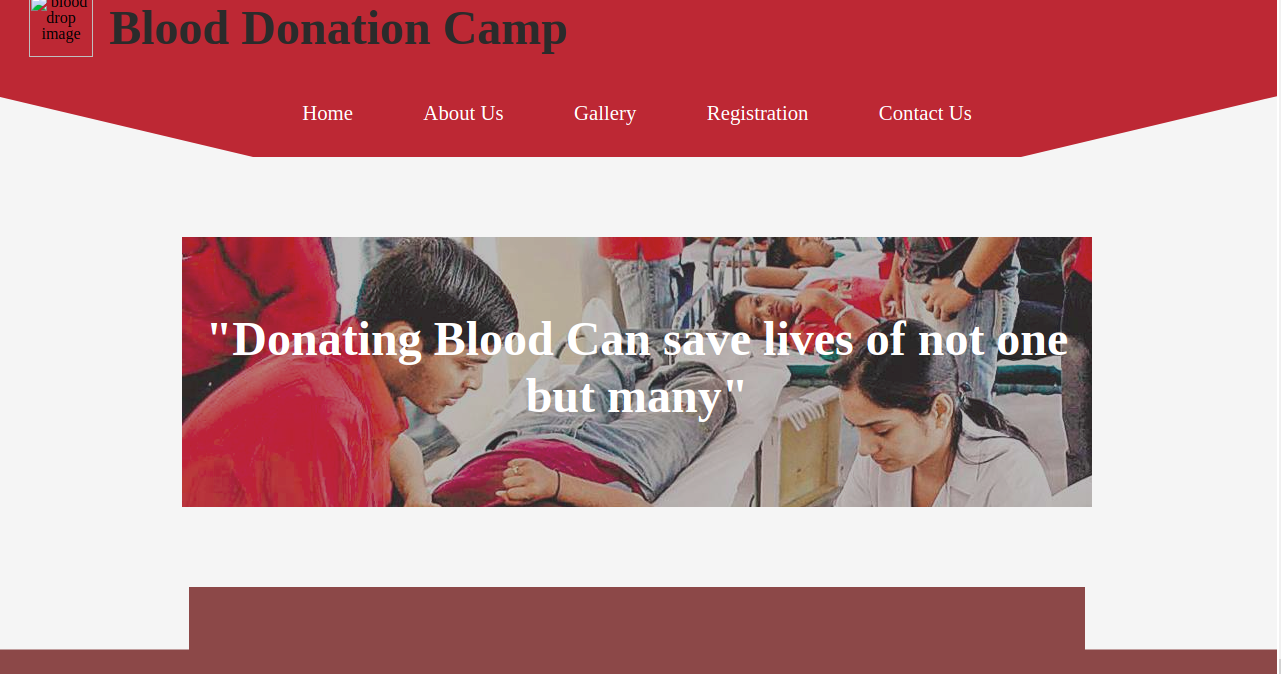 blood
drop
image
Blood Donation Camp
Home About Us Gallery Registration Contact Us
"Donating Blood Can save lives of not one
but many"